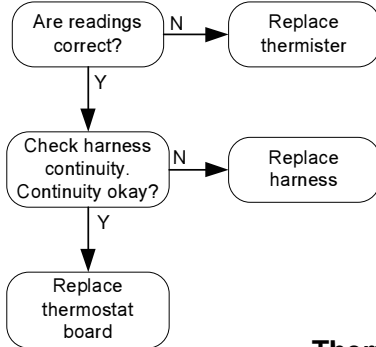 Are readings
correct?
N
Replace
thermister
Y
Check harness
continuity.
Continuity okay?
N
Replace
harness
Y
Replace
thermostat
board